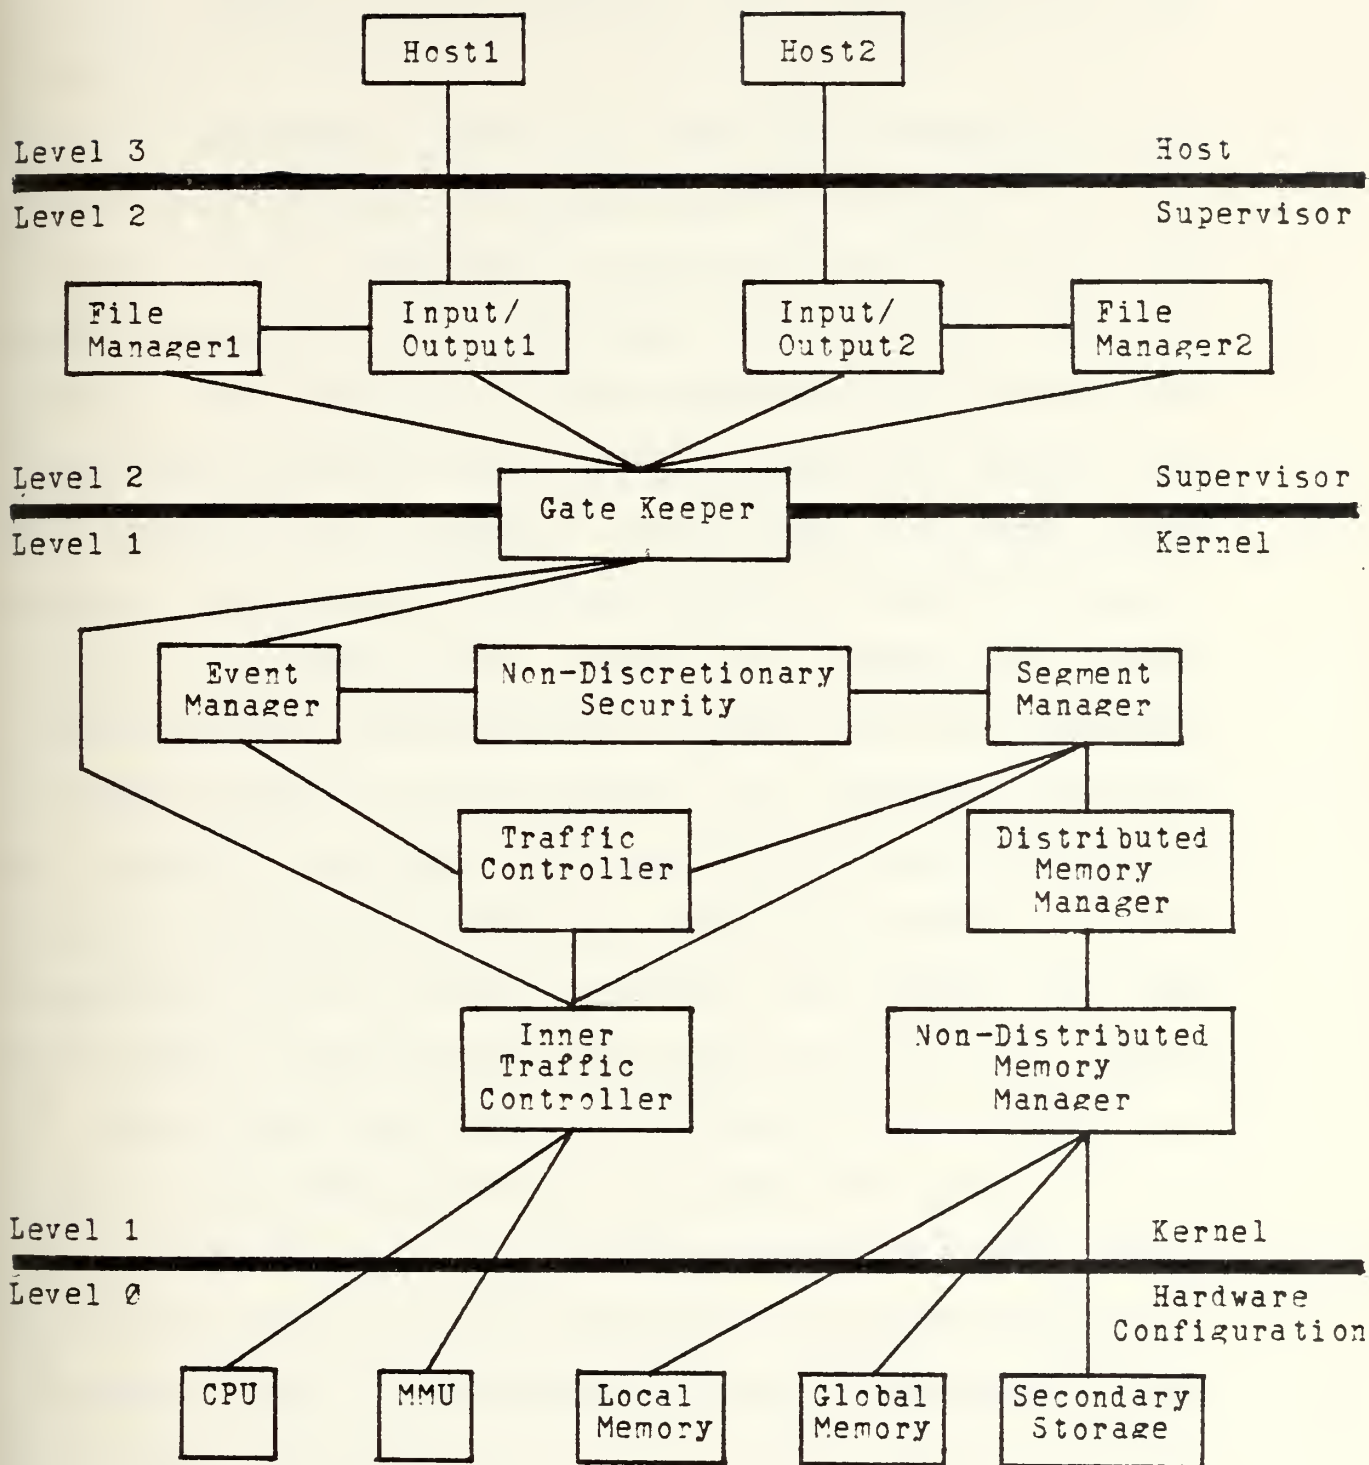 Host1
Host2
Level 3
Host
Level 2
Supervisor
File
Manager1
Input/
Output1
Input/
Output2
File
Manager2
Level 2
Supervisor
Gate Keeper
Level 1
Kernel
Event
Manager
Non-Discretionary
Security
Segment
Manager
Traffic
Controller
Distributed
Memory
Manager
Inner
Traffic
Controller
Non-Distributed
Memory
Manager
Level 1
Kernel
Level 0
Hardware
Configuration
CPU
MMU
Local
Memory
Global
Memory
Secondary
Storage